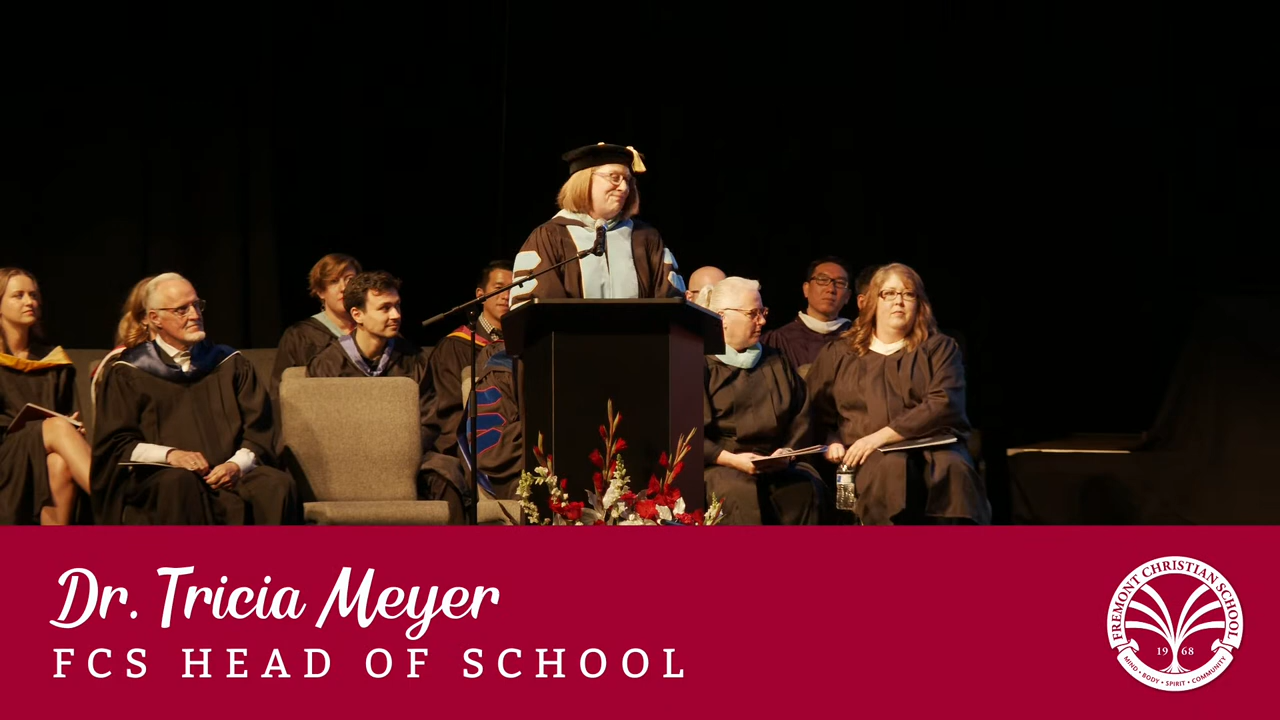 Dr. Tricia Meyer
FCS HEAD OF SCHOOL
FREMONT CHRISTIAN SCHOOL
19 68
MIND • BODY • SPIRIT • COMMUNITY